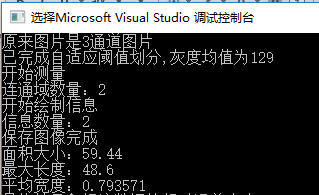 选择Microsoft Visual Studio 调试控制台
原来图片是3通道图片
已完成自适应阈值划分,灰度均值为129
开始测量
连通域数量：2
开始绘制信息
信息数量：2
保存图像完成
面积大小：59.44
最大长度：48.6
平均宽度：0.793571